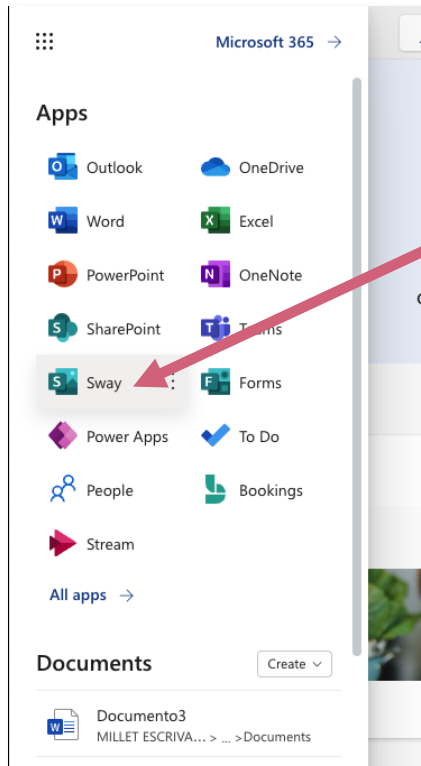 Microsoft 365 →
Apps
Outlook OneDrive
Word Excel
PowerPoint OneNote
SharePoint Teams
Sway Forms
Power Apps To Do
People Bookings
Stream
All apps →
Documents Create
Documento3
MILLET ESCRIVA... > ... >Documents